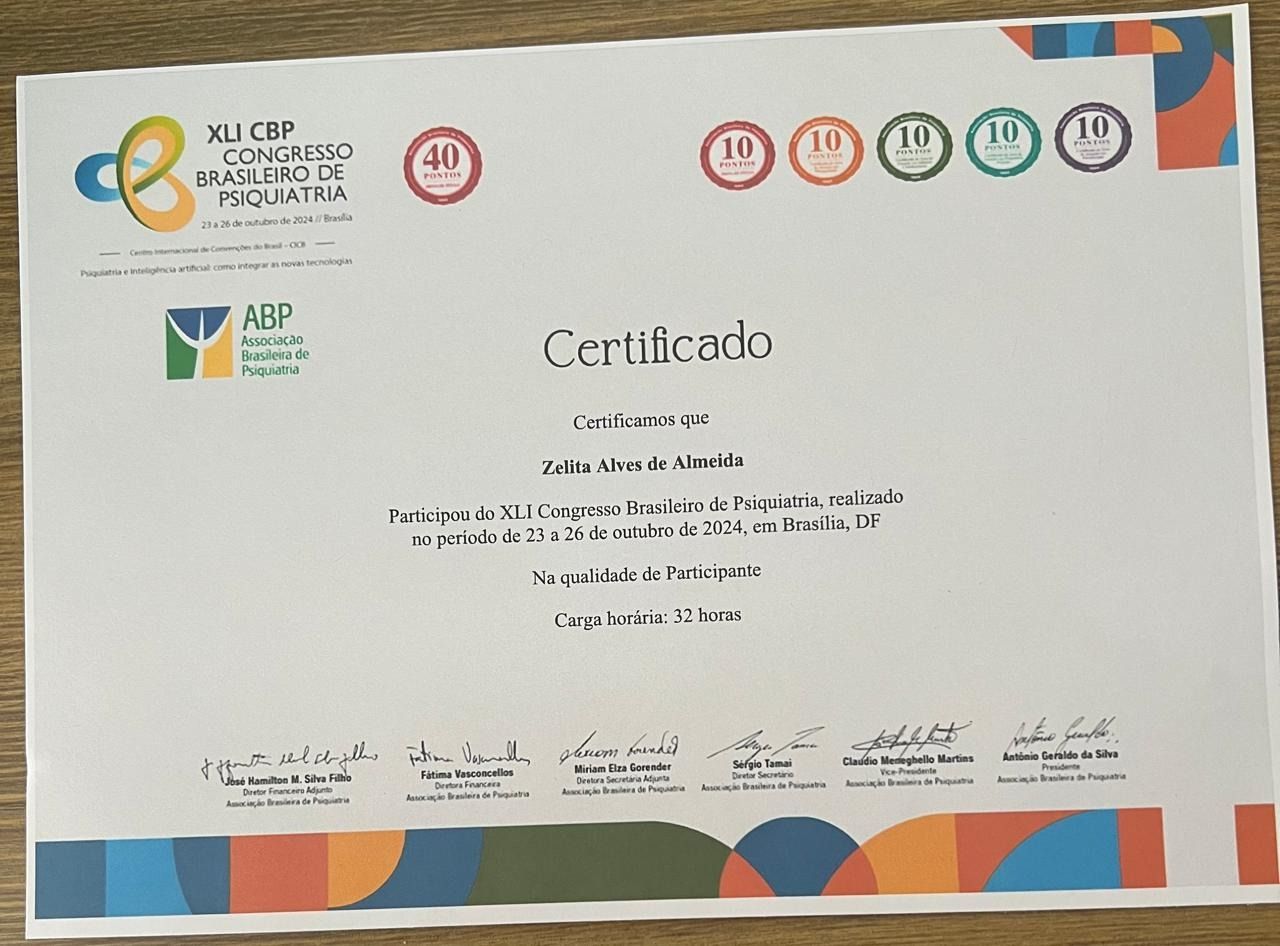 XLI CBP
CONGRESSO
BRASILEIRO DE
PSIQUIATRIA
23 a 26 de outubro de 2024 // Brasília
Centro Internacional de Convenções do Brasil – CICB
Psiquiatria e Inteligência artificial: como integrar as novas tecnologias
40
PONTOS
10
PONTOS
10
PONTOS
10
PONTOS
10
PONTOS
10
PONTOS
ABP
Associação
Brasileira de
Psiquiatria
Certificado
Certificamos que
Zelita Alves de Almeida
Participou do XLI Congresso Brasileiro de Psiquiatria, realizado
no período de 23 a 26 de outubro de 2024, em Brasília, DF
Na qualidade de Participante
Carga horária: 32 horas
José Hamilton M. Silva Filho
Diretor Financeiro Adjunto
Associação Brasileira de Psiquiatria
Fátima Vasconcellos
Diretora Financeira
Associação Brasileira de Psiquiatria
Miriam Elza Gorender
Diretora Secretária Adjunta
Associação Brasileira de Psiquiatria
Sérgio Tamai
Diretor Secretário
Associação Brasileira de Psiquiatria
Claudio Meneghello Martins
Vice-Presidente
Associação Brasileira de Psiquiatria
Antônio Geraldo da Silva
Presidente
Associação Brasileira de Psiquiatria